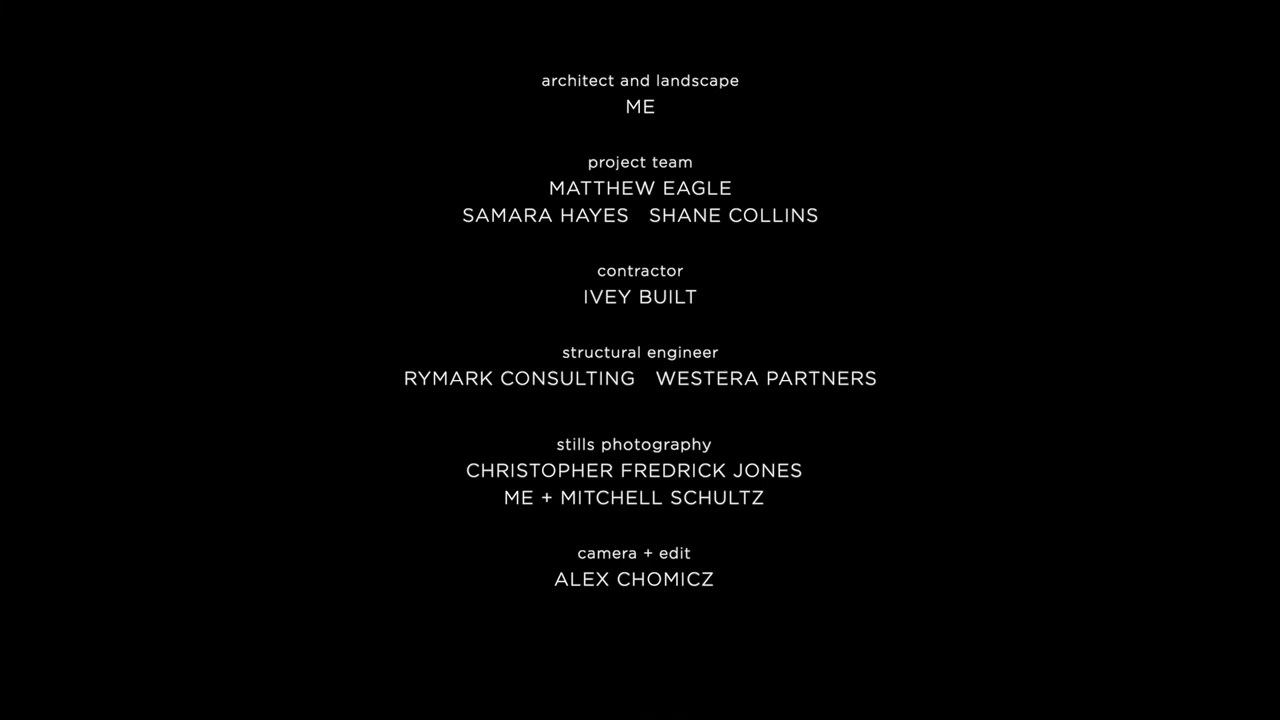 architect and landscape
ME
project team
MATTHEW EAGLE
SAMARA HAYES SHANE COLLINS
contractor
IVEY BUILT
structural engineer
RYMARK CONSULTING WESTERA PARTNERS
stills photography
CHRISTOPHER FREDRICK JONES
ME + MITCHELL SCHULTZ
camera + edit
ALEX CHOMICZ